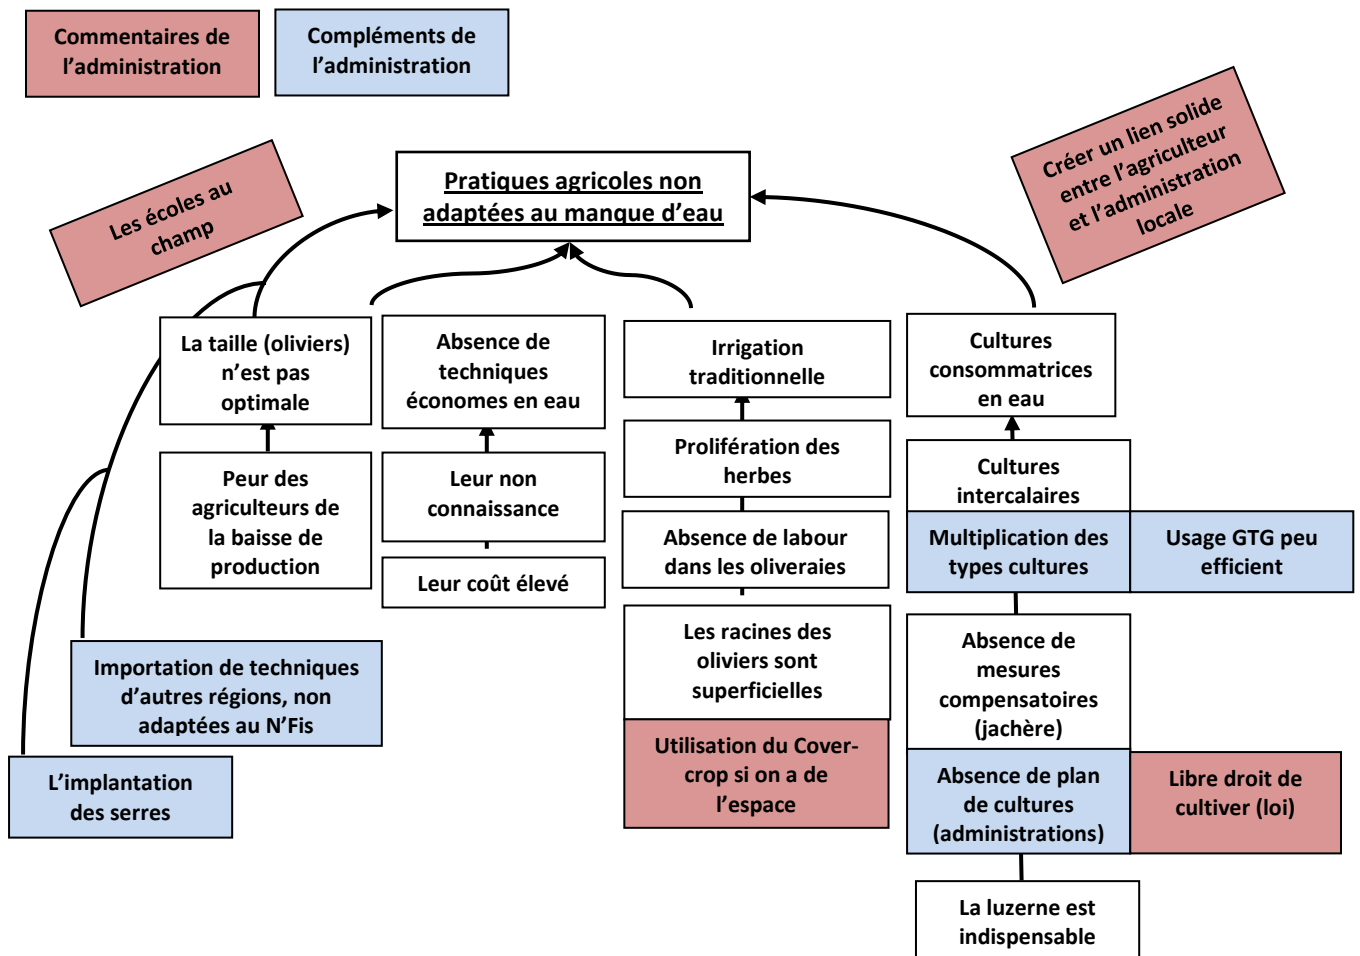 Commentaires de
l’administration
Compléments de
l’administration
Les écoles au
champ
Pratiques agricoles non
adaptées au manque d’eau
Créer un lien solide
entre l’agriculteur
et l’administration
locale
La taille (oliviers)
n’est pas
optimale
Absence de
techniques
économes en eau
Irrigation
traditionnelle
Cultures
consommatrices
en eau
Peur des
agriculteurs de
la baisse de
production
Leur non
connaissance
Leur coût élevé
Prolifération des
herbes
Absence de labour
dans les oliveraies
Les racines des
oliviers sont
superficielles
Utilisation du Cover-
crop si on a de
l’espace
Cultures
intercalaires
Multiplication des
types cultures
Usage GTG peu
efficient
Absence de
mesures
compensatoires
(jachère)
Absence de plan
de cultures
(administrations)
Libre droit de
cultiver (loi)
La luzerne est
indispensable
Importation de techniques
d’autres régions, non
adaptées au N’Fis
L’implantation
des serres